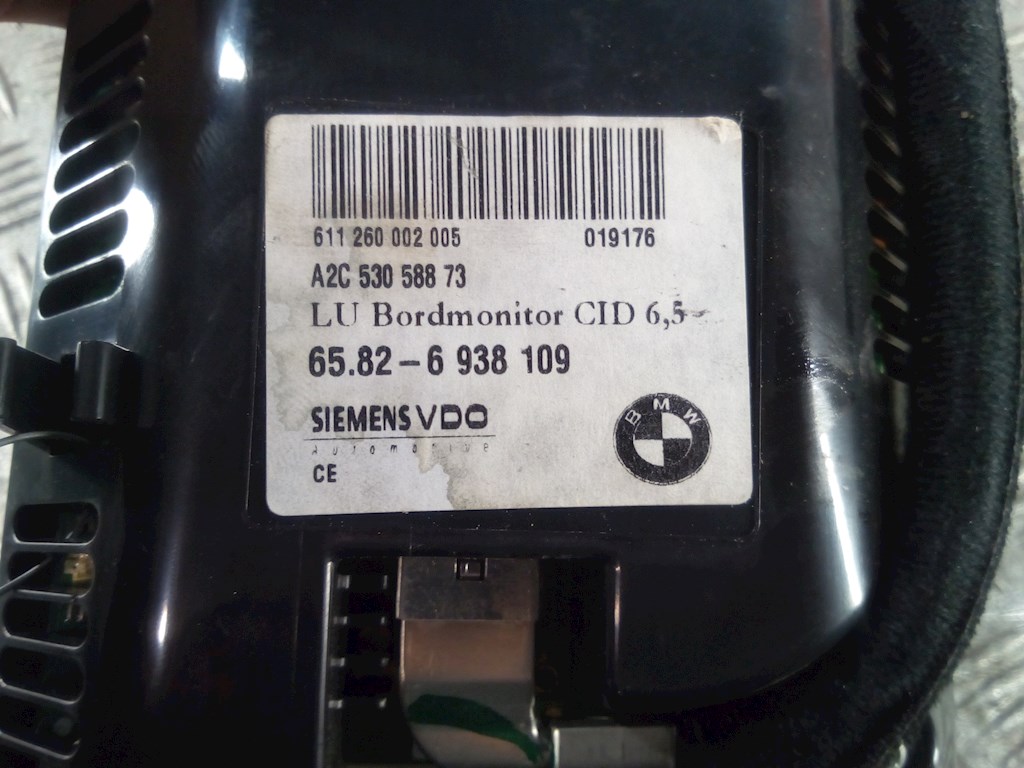 611 260 002 005 019176
A2C 530 588 73
LU Bordmonitor CID 6,5
65.82-6 938 109
SIEMENS VDO
Automotive
CE
BMW